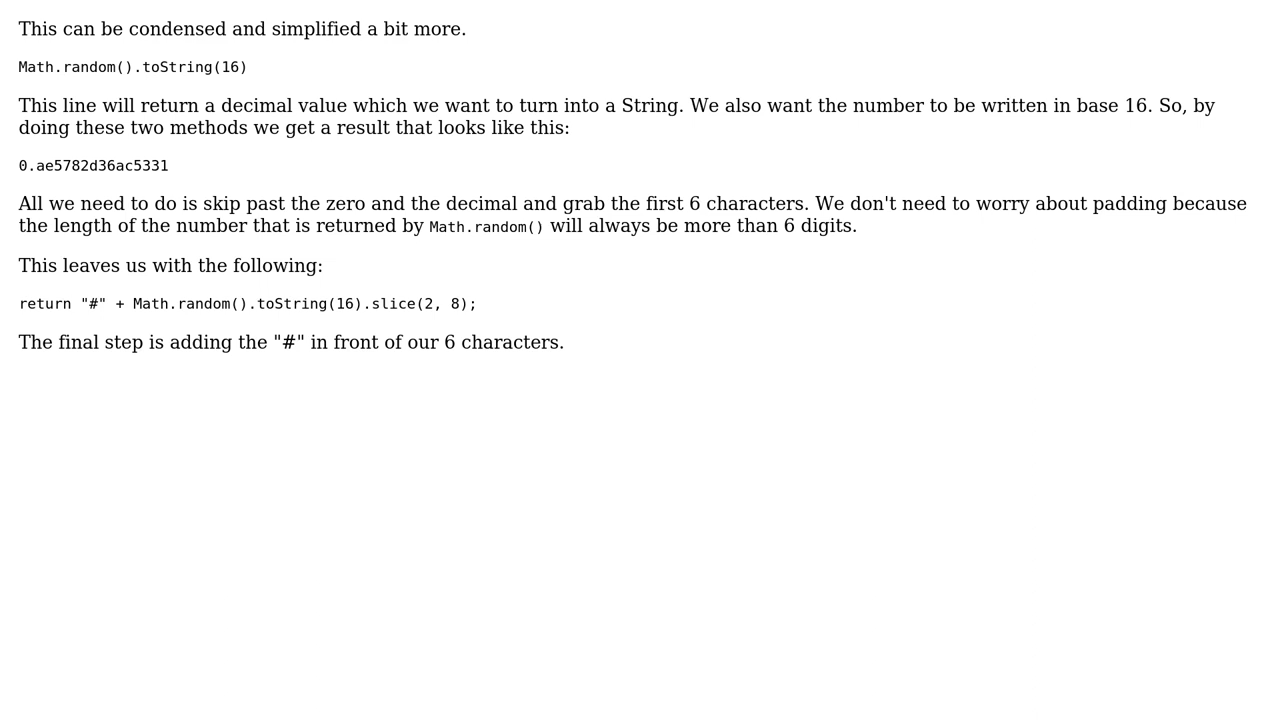 This can be condensed and simplified a bit more.
Math.random().toString(16)
This line will return a decimal value which we want to turn into a String. We also want the number to be written in base 16. So, by
doing these two methods we get a result that looks like this:
0.ae5782d36ac5331
All we need to do is skip past the zero and the decimal and grab the first 6 characters. We don't need to worry about padding because
the length of the number that is returned by Math.random() will always be more than 6 digits.
This leaves us with the following:
return "#" + Math.random().toString(16).slice(2, 8);
The final step is adding the "#" in front of our 6 characters.